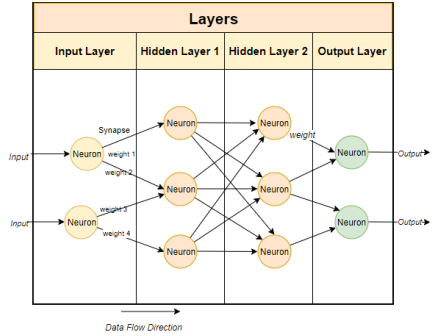 Layers
Input Layer
Hidden Layer 1
Hidden Layer 2
Output Layer
Neuron
Neuron
Synapse
weight
Input
Neuron
weight 1
Neuron
Output
weight 2
Neuron
Neuron
Input
Neuron
weight 3
Neuron
Output
weight 4
Neuron
Neuron
Data Flow Direction